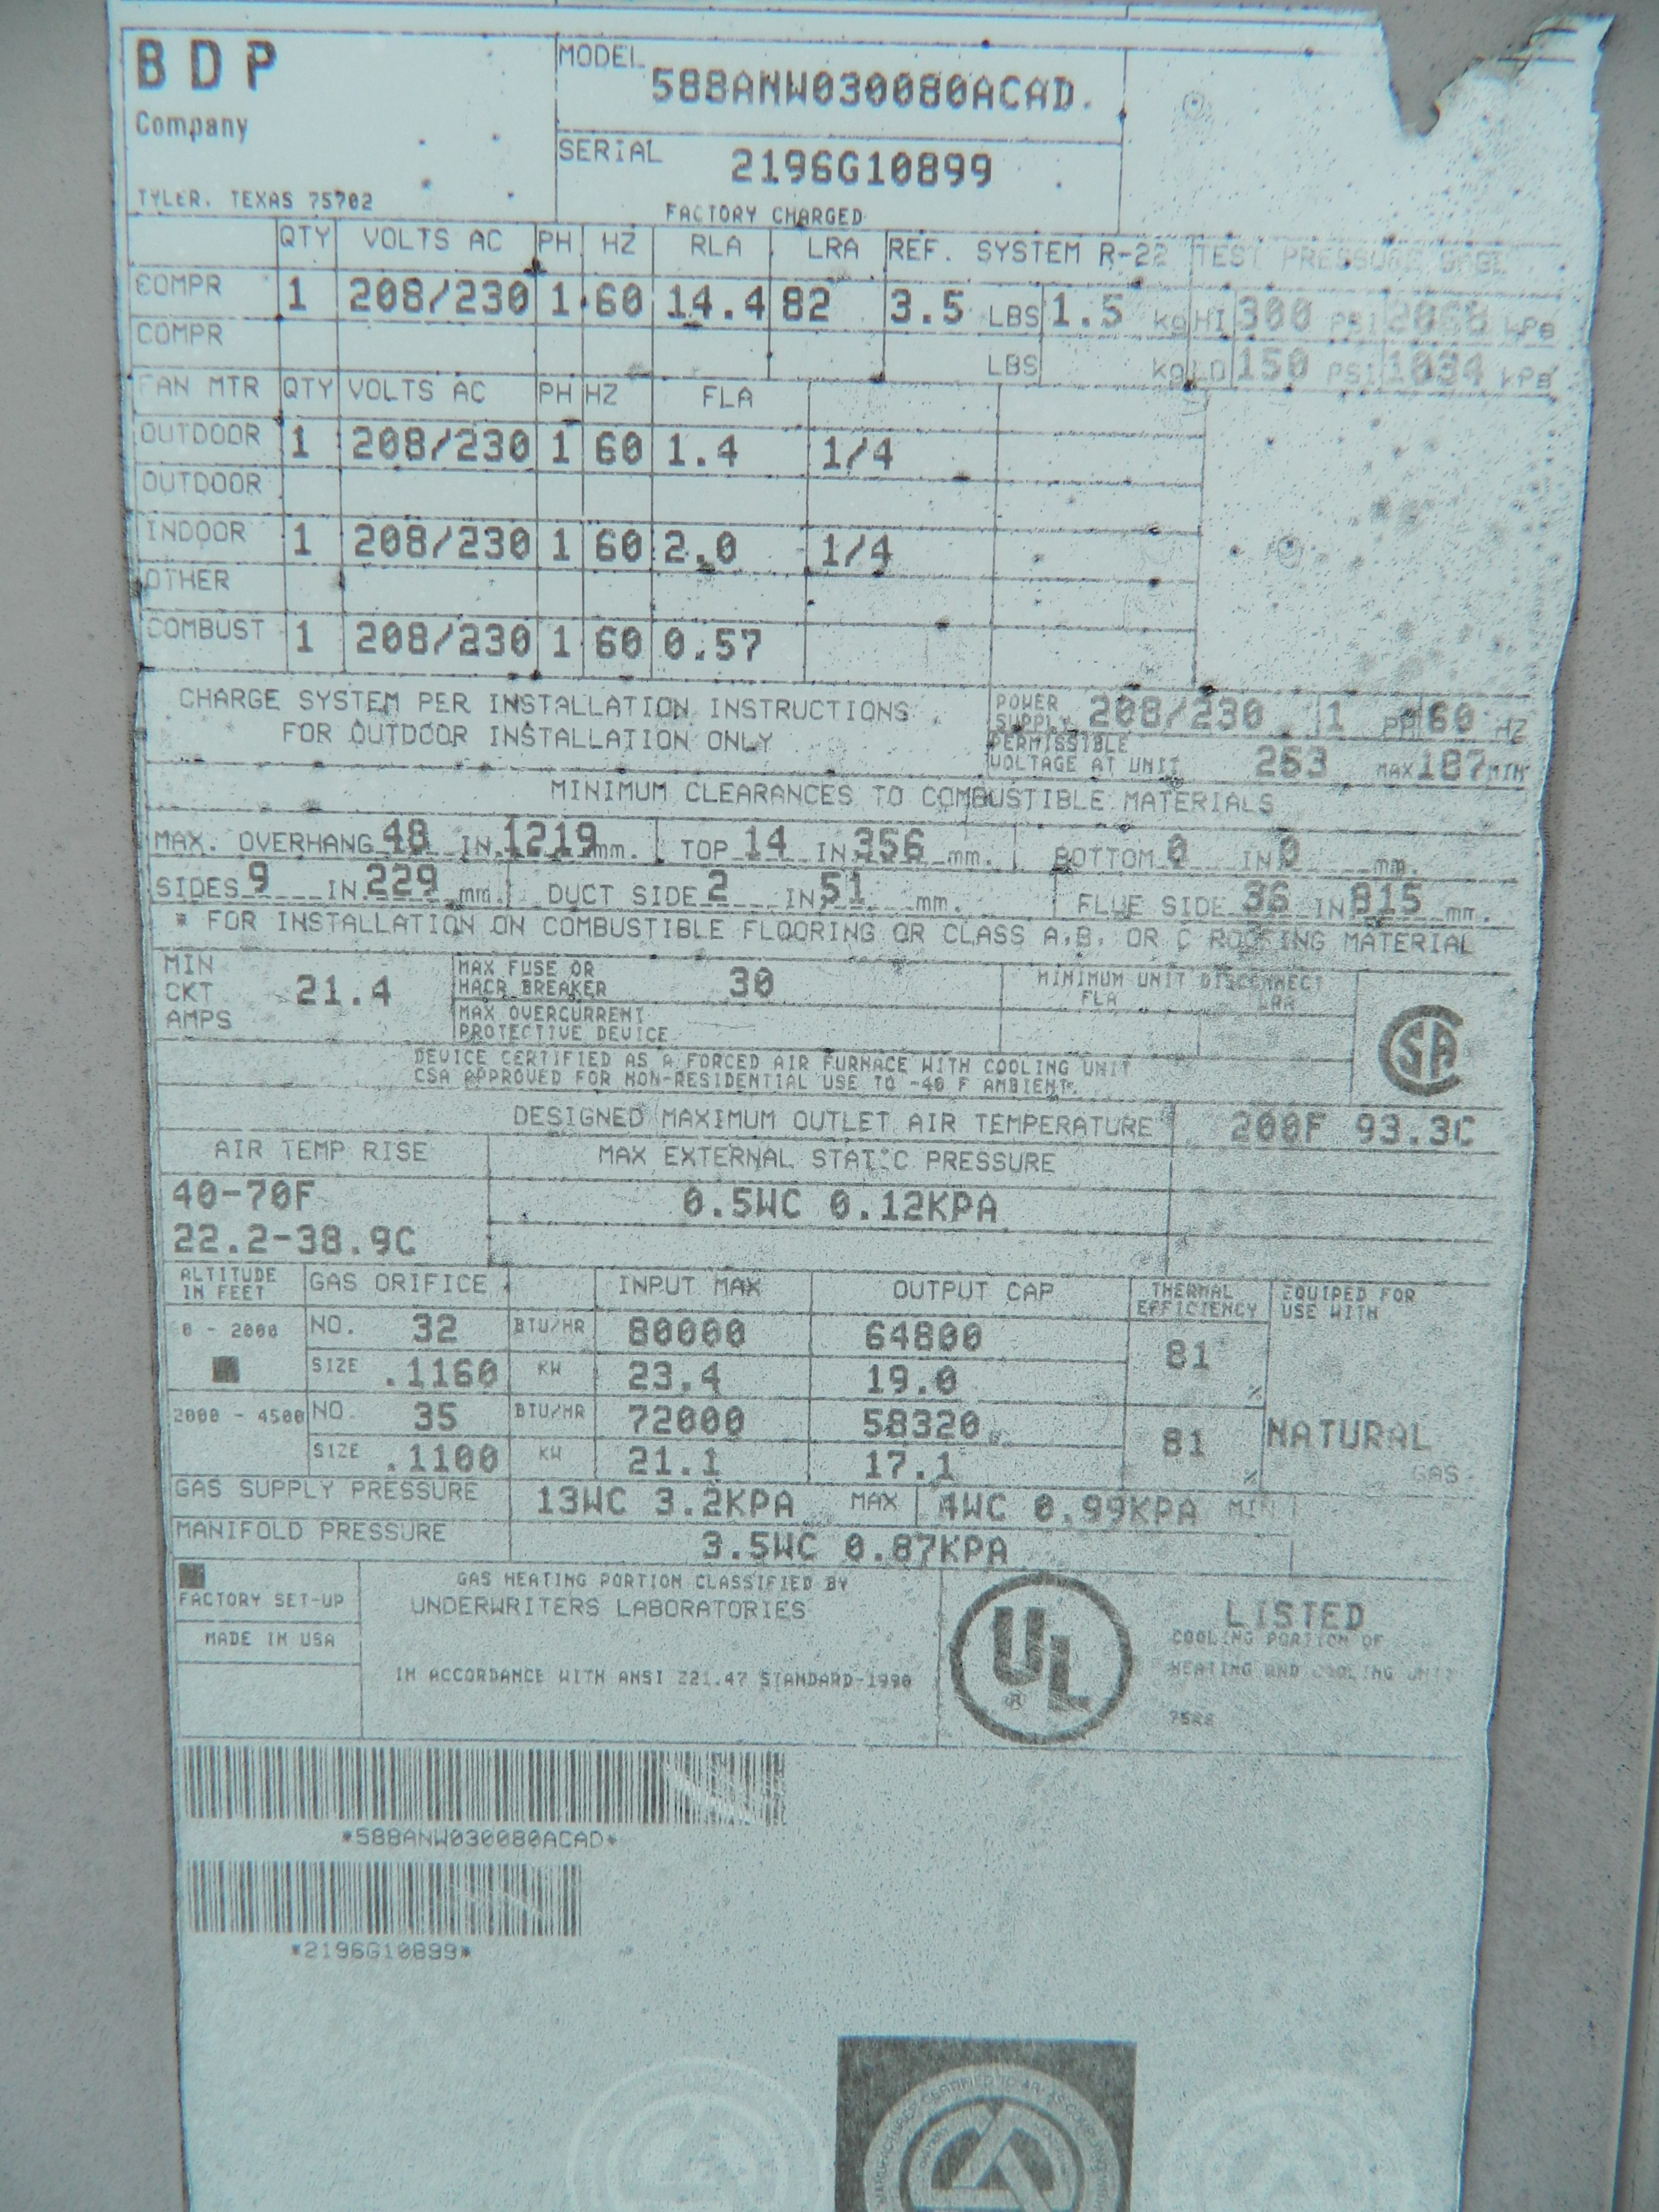 BDP
Company
TYLER, TEXAS 75702
MODEL 588ANW030080ACAD
SERIAL 2196G10899
FACTORY CHARGED
QTY VOLTS AC PH HZ RLA LRA REF. SYSTEM R-22 TEST PRESSURE GAGE
COMPR 1 208/230 1 60 14.4 82 3.5 LBS 1.5 kg HI 300 PSI 2068 kPa
COMPR LBS kg LO 150 PSI 1034 kPa
FAN MTR QTY VOLTS AC PH HZ FLA
OUTDOOR 1 208/230 1 60 1.4 1/4
OUTDOOR
INDOOR 1 208/230 1 60 2.0 1/4
OTHER
COMBUST 1 208/230 1 60 0.57
CHARGE SYSTEM PER INSTALLATION INSTRUCTIONS
FOR OUTDOOR INSTALLATION ONLY
POWER SUPPLY 208/230 1 PH 60 HZ
PERMISSIBLE VOLTAGE AT UNIT 253 MAX 187 MIN
MINIMUM CLEARANCES TO COMBUSTIBLE MATERIALS
MAX. OVERHANG 48 IN. 1219 mm. TOP 14 IN 356 mm. BOTTOM 0 IN 0 mm.
SIDES 9 IN 229 mm. DUCT SIDE 2 IN 51 mm. FLUE SIDE 36 IN 815 mm.
* FOR INSTALLATION ON COMBUSTIBLE FLOORING OR CLASS A,B, OR C ROOFING MATERIAL
MIN CKT AMPS 21.4
MAX FUSE OR HACR BREAKER 30
MAX OVERCURRENT PROTECTIVE DEVICE
MINIMUM UNIT DISCONNECT
FLA LRA
CSA
DEVICE CERTIFIED AS A FORCED AIR FURNACE WITH COOLING UNIT
CSA APPROVED FOR NON-RESIDENTIAL USE TO -40 F AMBIENT.
DESIGNED MAXIMUM OUTLET AIR TEMPERATURE 200F 93.3C
AIR TEMP RISE MAX EXTERNAL STATIC PRESSURE
40-70F 0.5WC 0.12KPA
22.2-38.9C
ALTITUDE IN FEET GAS ORIFICE INPUT MAX OUTPUT CAP THERMAL EFFICIENCY EQUIPED FOR USE WITH
0 - 2000 NO. 32 BTU/HR 80000 64800 81 %
SIZE .1160 KW 23.4 19.0
2000 - 4500 NO. 35 BTU/HR 72000 58320 81 % NATURAL GAS
SIZE .1100 KW 21.1 17.1
GAS SUPPLY PRESSURE 13WC 3.2KPA MAX 4WC 0.99KPA MIN
MANIFOLD PRESSURE 3.5WC 0.87KPA
FACTORY SET-UP
MADE IN USA
GAS HEATING PORTION CLASSIFIED BY
UNDERWRITERS LABORATORIES
IN ACCORDANCE WITH ANSI Z21.47 STANDARD-1990
UL ®
LISTED
COOLING PORTION OF
HEATING AND COOLING UNIT
*588ANW030080ACAD*
*2196G10899*